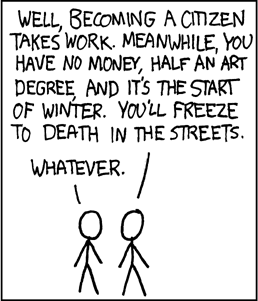 WELL, BECOMING A CITIZEN
TAKES WORK. MEANWHILE, YOU
HAVE NO MONEY, HALF AN ART
DEGREE, AND IT'S THE START
OF WINTER. YOU'LL FREEZE
TO DEATH IN THE STREETS.
WHATEVER.